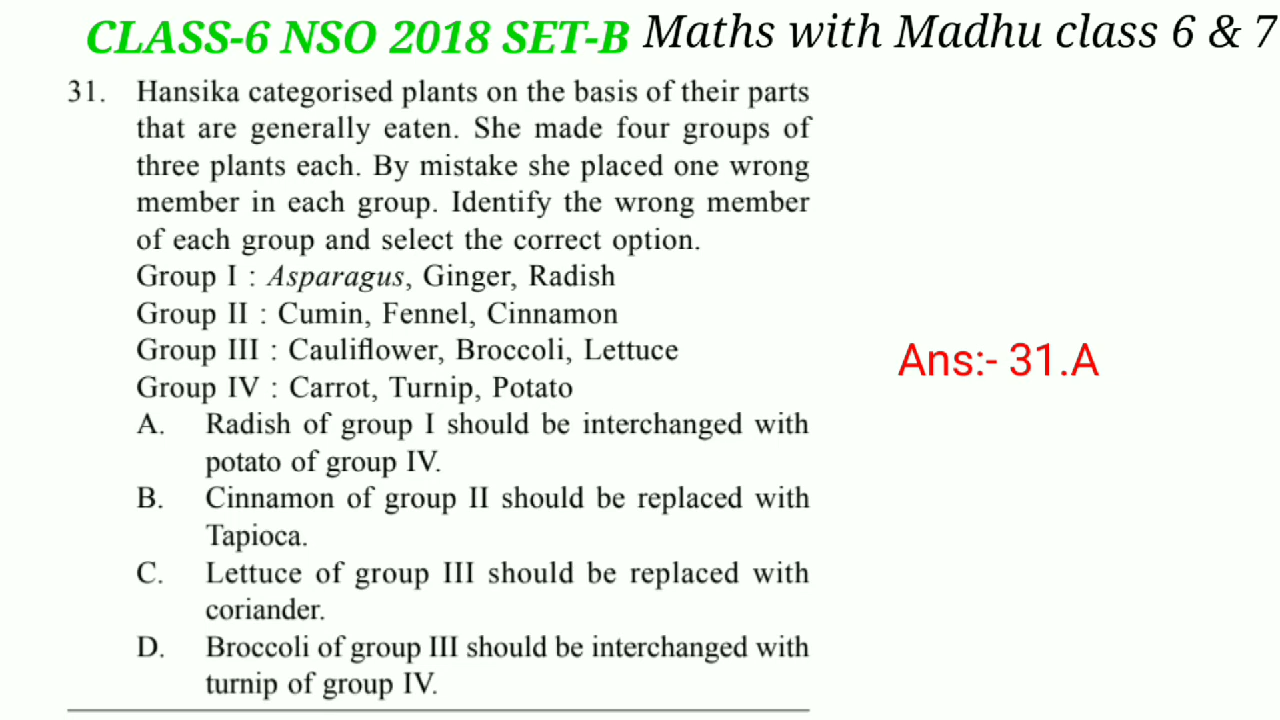 CLASS-6 NSO 2018 SET-B Maths with Madhu class 6 & 7
31. Hansika categorised plants on the basis of their parts
that are generally eaten. She made four groups of
three plants each. By mistake she placed one wrong
member in each group. Identify the wrong member
of each group and select the correct option.
Group I : Asparagus, Ginger, Radish
Group II : Cumin, Fennel, Cinnamon
Group III : Cauliflower, Broccoli, Lettuce
Group IV : Carrot, Turnip, Potato
A. Radish of group I should be interchanged with
potato of group IV.
B. Cinnamon of group II should be replaced with
Tapioca.
C. Lettuce of group III should be replaced with
coriander.
D. Broccoli of group III should be interchanged with
turnip of group IV.
Ans:- 31.A